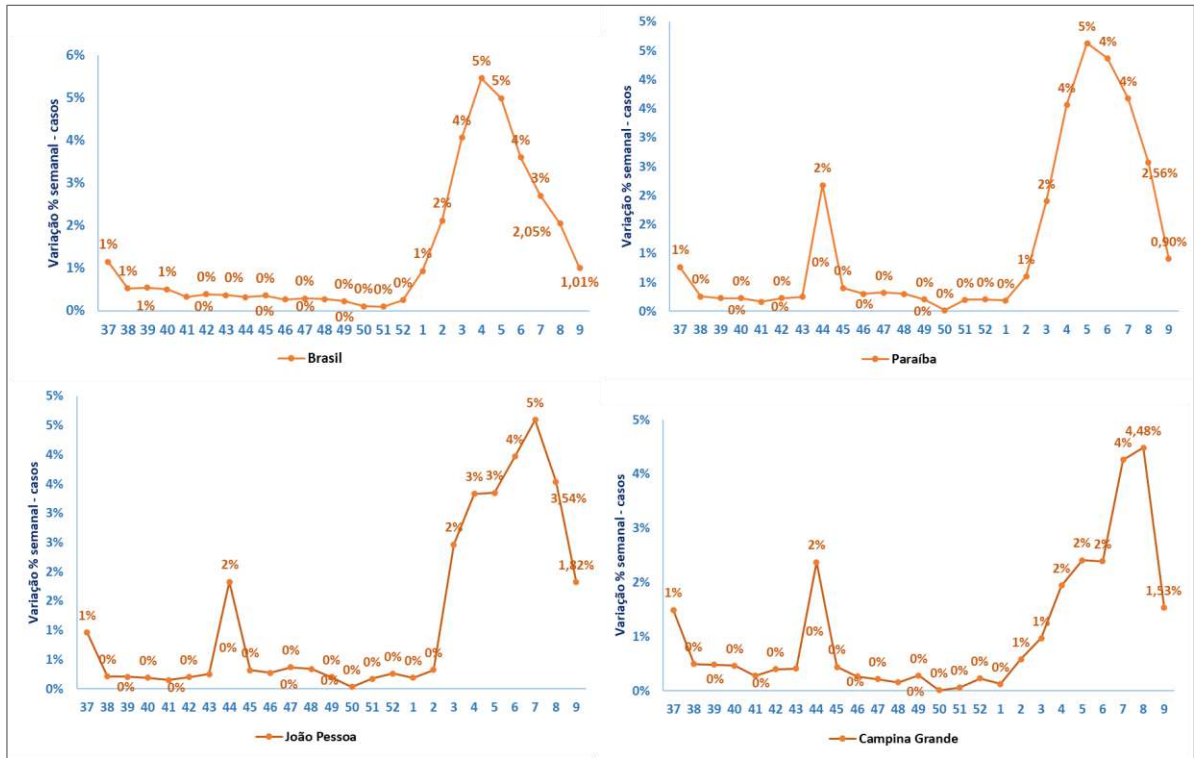 Variação % semanal - casos
6%
5%
4%
3%
2%
1%
0%
1% 1% 1% 1% 0% 0% 0% 0% 0% 0% 0% 0% 0% 0% 0% 1% 2% 4% 5% 5% 4% 3% 2,05% 1,01%
37 38 39 40 41 42 43 44 45 46 47 48 49 50 51 52 1 2 3 4 5 6 7 8 9
Brasil
Variação % semanal - casos
5%
5%
4%
4%
3%
3%
2%
2%
1%
1%
0%
1% 0% 0% 0% 0% 2% 0% 0% 0% 0% 0% 0% 0% 0% 0% 0% 1% 2% 4% 5% 4% 4% 2,56% 0,90%
37 38 39 40 41 42 43 44 45 46 47 48 49 50 51 52 1 2 3 4 5 6 7 8 9
Paraíba
Variação % semanal - casos
5%
5%
4%
4%
3%
3%
2%
2%
1%
1%
0%
1% 0% 0% 0% 0% 0% 2% 0% 0% 0% 0% 0% 0% 0% 0% 0% 0% 0% 2% 3% 3% 4% 5% 3,54% 1,82%
37 38 39 40 41 42 43 44 45 46 47 48 49 50 51 52 1 2 3 4 5 6 7 8 9
João Pessoa
Variação % semanal - casos
5%
4%
3%
2%
1%
0%
1% 0% 0% 0% 0% 0% 2% 0% 0% 0% 0% 0% 0% 0% 0% 0% 0% 0% 1% 1% 2% 2% 2% 4% 4,48% 1,53%
37 38 39 40 41 42 43 44 45 46 47 48 49 50 51 52 1 2 3 4 5 6 7 8 9
Campina Grande